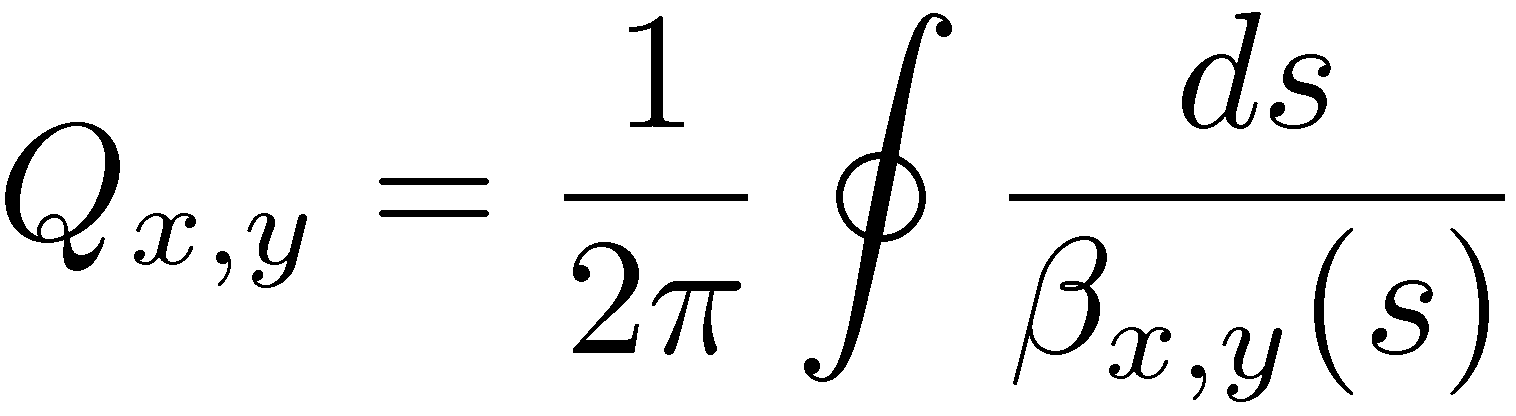 Q_{x,y} = \frac{1}{2\pi} \oint \frac{ds}{\beta_{x,y}(s)}